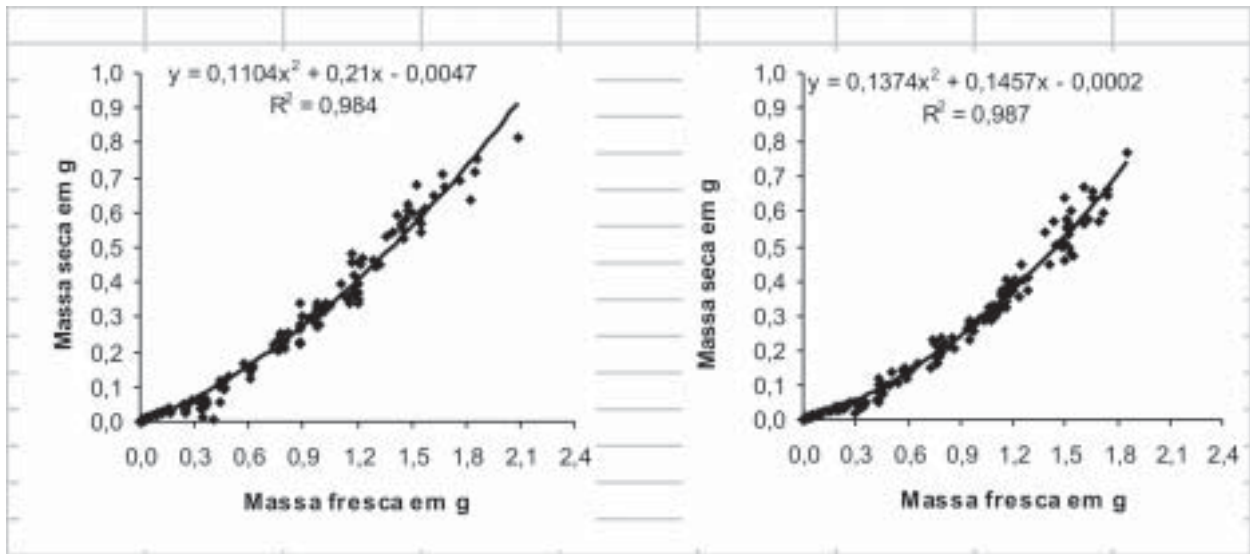 y = 0,1104x² + 0,21x - 0,0047
R² = 0,984
Massa seca em g
1,0
0,9
0,8
0,7
0,6
0,5
0,4
0,3
0,2
0,1
0,0
0,0 0,3 0,6 0,9 1,2 1,5 1,8 2,1 2,4
Massa fresca em g
y = 0,1374x² + 0,1457x - 0,0002
R² = 0,987
Massa seca em g
1,0
0,9
0,8
0,7
0,6
0,5
0,4
0,3
0,2
0,1
0,0
0,0 0,3 0,6 0,9 1,2 1,5 1,8 2,1 2,4
Massa fresca em g